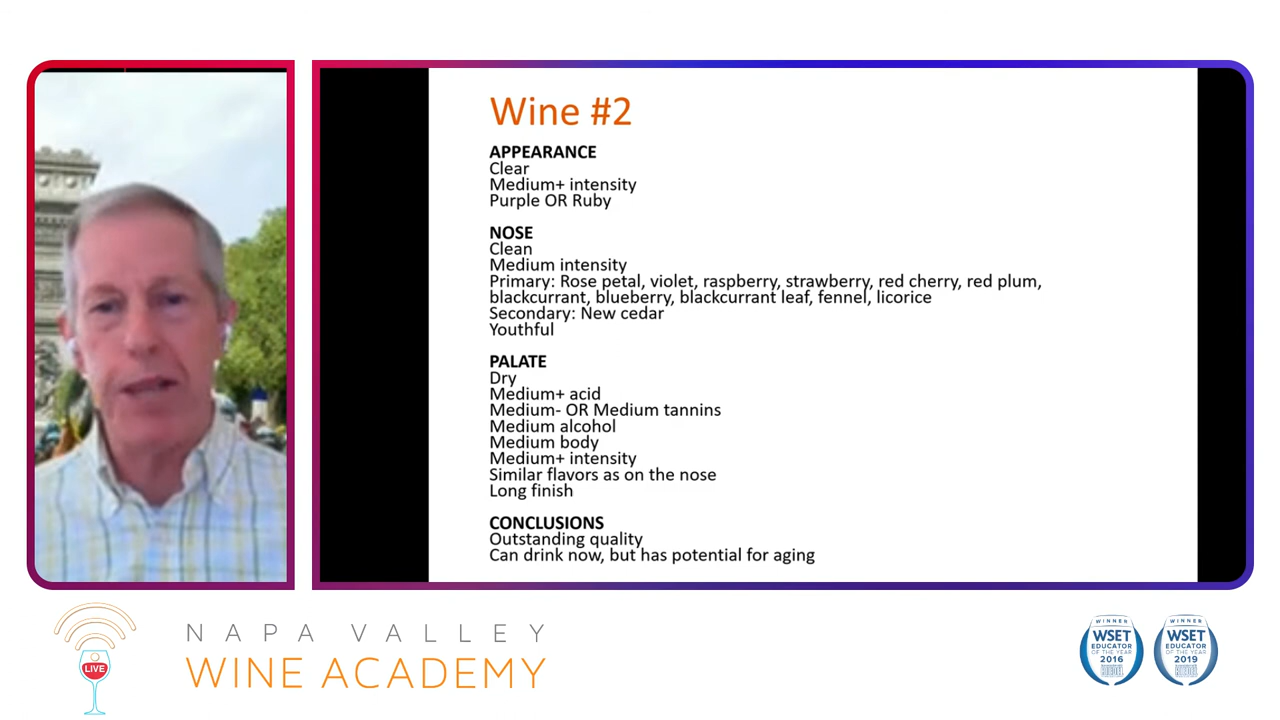 Wine #2
APPEARANCE
Clear
Medium+ intensity
Purple OR Ruby
NOSE
Clean
Medium intensity
Primary: Rose petal, violet, raspberry, strawberry, red cherry, red plum,
blackcurrant, blueberry, blackcurrant leaf, fennel, licorice
Secondary: New cedar
Youthful
PALATE
Dry
Medium+ acid
Medium- OR Medium tannins
Medium alcohol
Medium body
Medium+ intensity
Similar flavors as on the nose
Long finish
CONCLUSIONS
Outstanding quality
Can drink now, but has potential for aging
LIVE
NAPA VALLEY
WINE ACADEMY
WINNER
WSET
EDUCATOR
OF THE YEAR
2016
WINNER
WSET
EDUCATOR
OF THE YEAR
2019